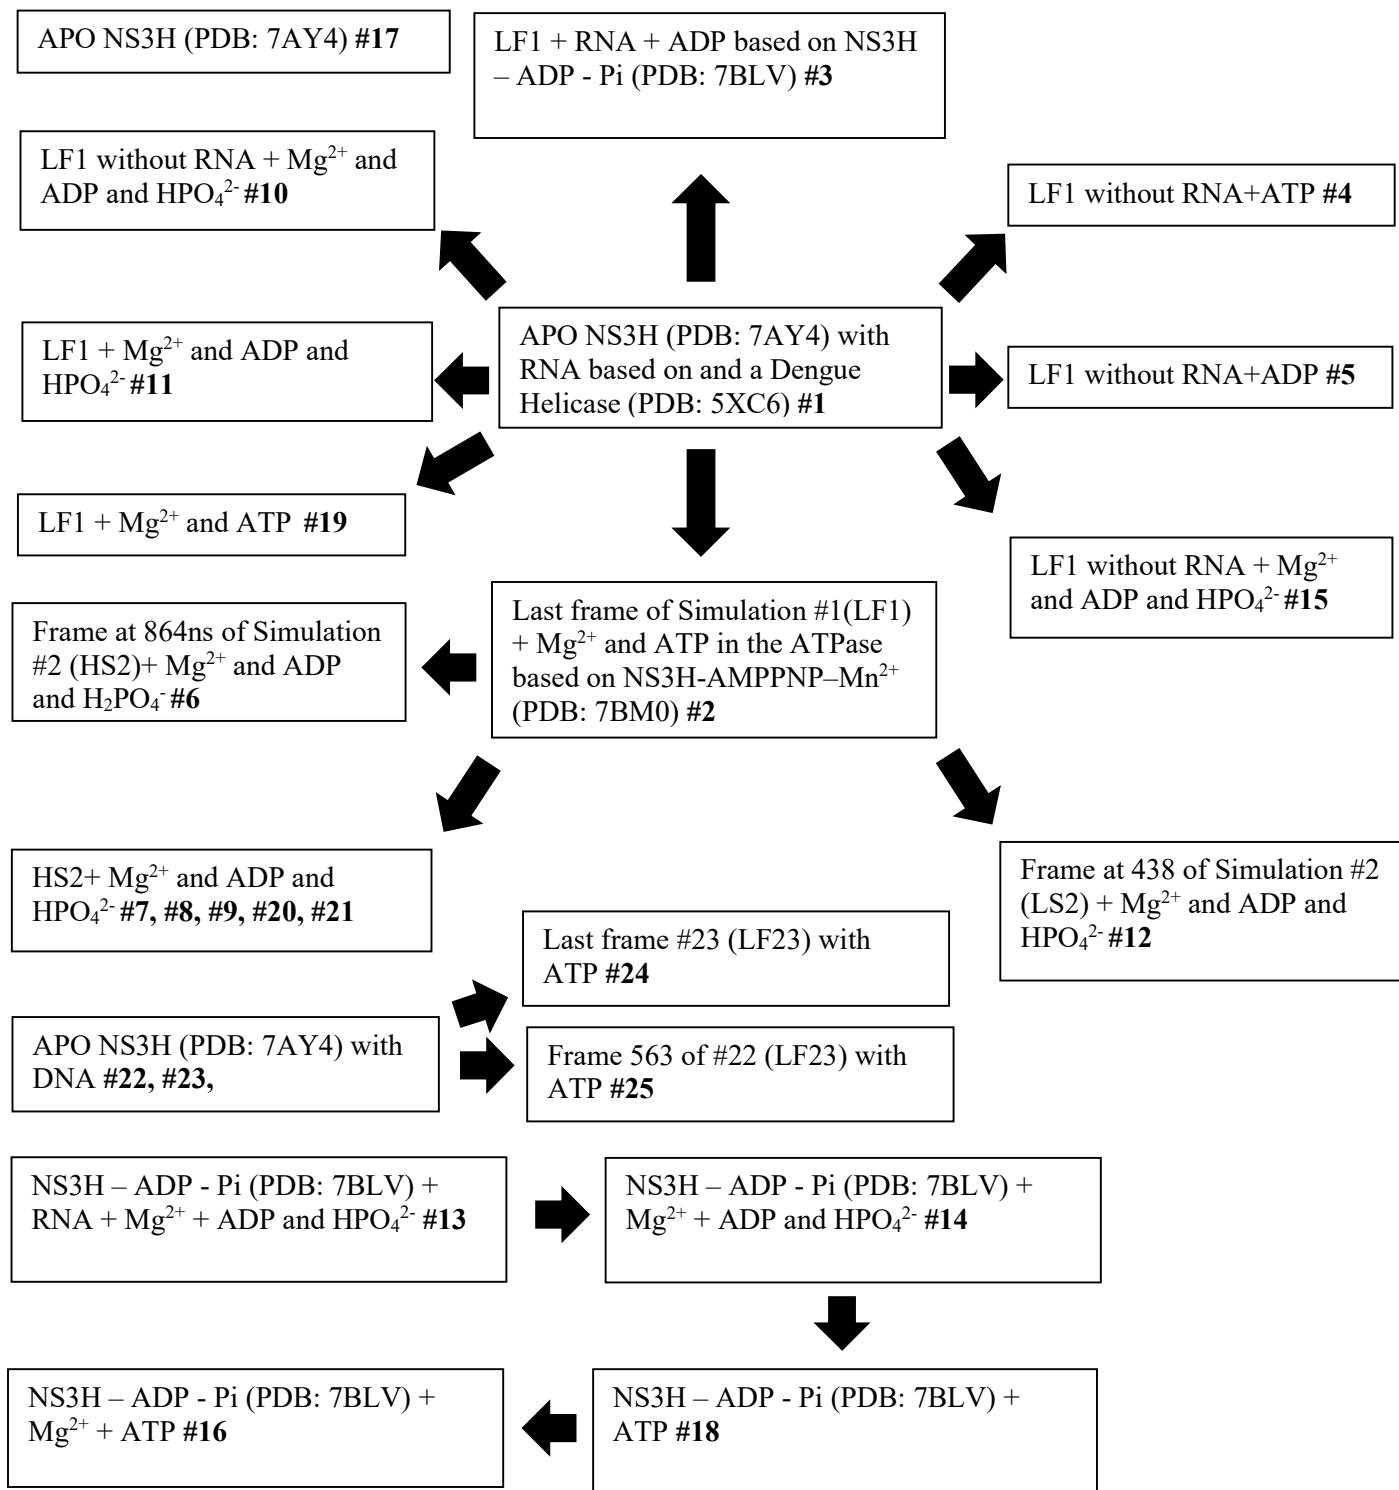 APO NS3H (PDB: 7AY4) #17
LF1 + RNA + ADP based on NS3H
– ADP - Pi (PDB: 7BLV) #3
LF1 without RNA + Mg²⁺ and
ADP and HPO₄²⁻ #10
LF1 without RNA+ATP #4
APO NS3H (PDB: 7AY4) with
RNA based on and a Dengue
Helicase (PDB: 5XC6) #1
LF1 + Mg²⁺ and ADP and
HPO₄²⁻ #11
LF1 without RNA+ADP #5
LF1 + Mg²⁺ and ATP #19
LF1 without RNA + Mg²⁺
and ADP and HPO₄²⁻ #15
Last frame of Simulation #1(LF1)
+ Mg²⁺ and ATP in the ATPase
based on NS3H-AMPPNP–Mn²⁺
(PDB: 7BM0) #2
Frame at 864ns of Simulation
#2 (HS2)+ Mg²⁺ and ADP
and H₂PO₄⁻ #6
HS2+ Mg²⁺ and ADP and
HPO₄²⁻ #7, #8, #9, #20, #21
Frame at 438 of Simulation #2
(LS2) + Mg²⁺ and ADP and
HPO₄²⁻ #12
Last frame #23 (LF23) with
ATP #24
APO NS3H (PDB: 7AY4) with
DNA #22, #23,
Frame 563 of #22 (LF23) with
ATP #25
NS3H – ADP - Pi (PDB: 7BLV) +
RNA + Mg²⁺ + ADP and HPO₄²⁻ #13
NS3H – ADP - Pi (PDB: 7BLV) +
Mg²⁺ + ADP and HPO₄²⁻ #14
NS3H – ADP - Pi (PDB: 7BLV) +
Mg²⁺ + ATP #16
NS3H – ADP - Pi (PDB: 7BLV) +
ATP #18